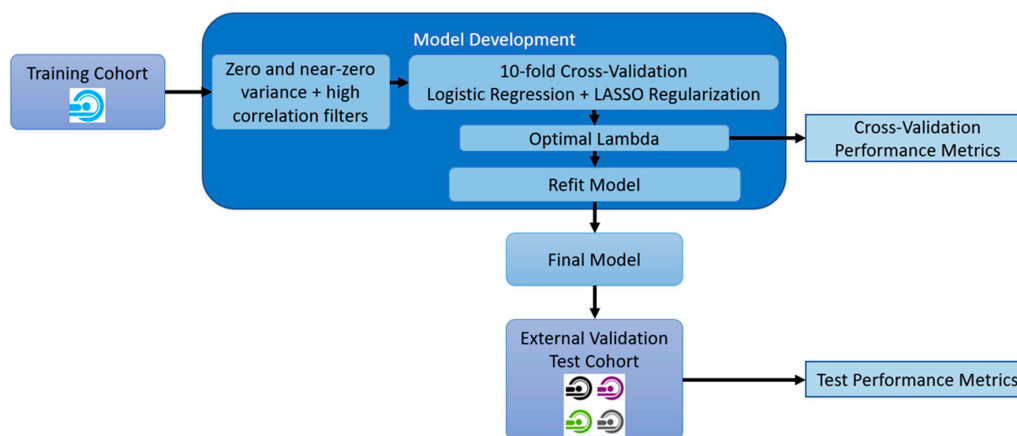 Model Development
Training Cohort
Zero and near-zero
variance + high
correlation filters
10-fold Cross-Validation
Logistic Regression + LASSO Regularization
Optimal Lambda
Cross-Validation
Performance Metrics
Refit Model
Final Model
External Validation
Test Cohort
Test Performance Metrics